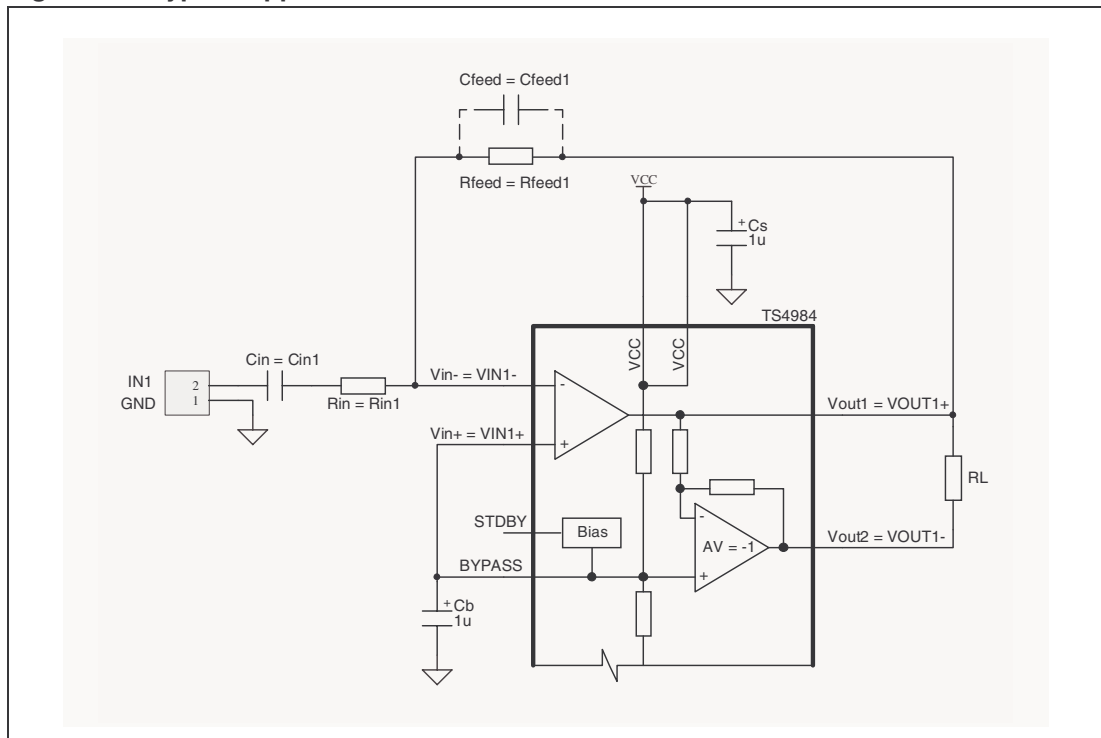 Cfeed = Cfeed1
Rfeed = Rfeed1
VCC
+ Cs
1u
TS4984
VCC
VCC
Cin = Cin1
Vin- = VIN1-
IN1
GND
2
1
Rin = Rin1
-
Vout1 = VOUT1+
Vin+ = VIN1+
+
RL
STDBY
Bias
-
AV = -1
Vout2 = VOUT1-
BYPASS
+
+ Cb
1u